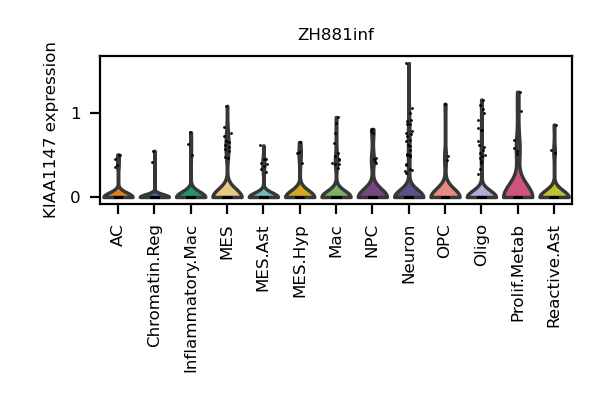 ZH881inf
KIAA1147 expression
1
0
AC
Chromatin.Reg
Inflammatory.Mac
MES
MES.Ast
MES.Hyp
Mac
NPC
Neuron
OPC
Oligo
Prolif.Metab
Reactive.Ast